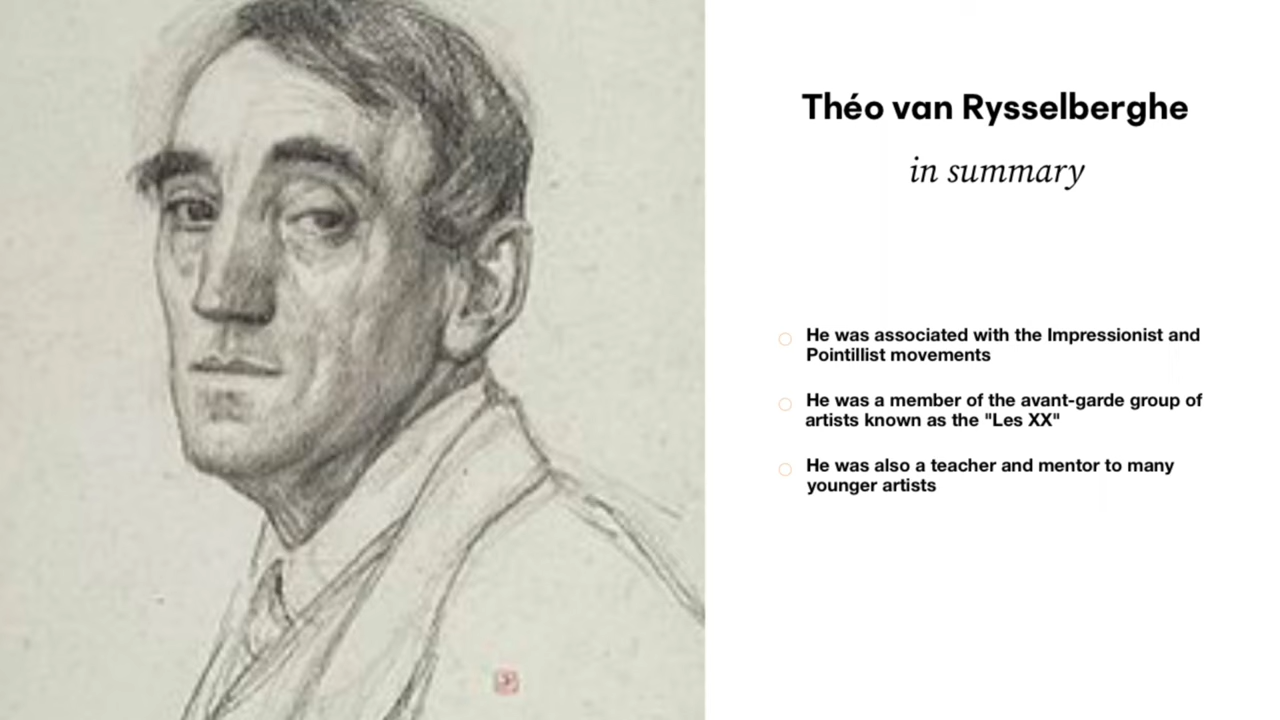 Théo van Rysselberghe
in summary
He was associated with the Impressionist and
Pointillist movements
He was a member of the avant-garde group of
artists known as the "Les XX"
He was also a teacher and mentor to many
younger artists